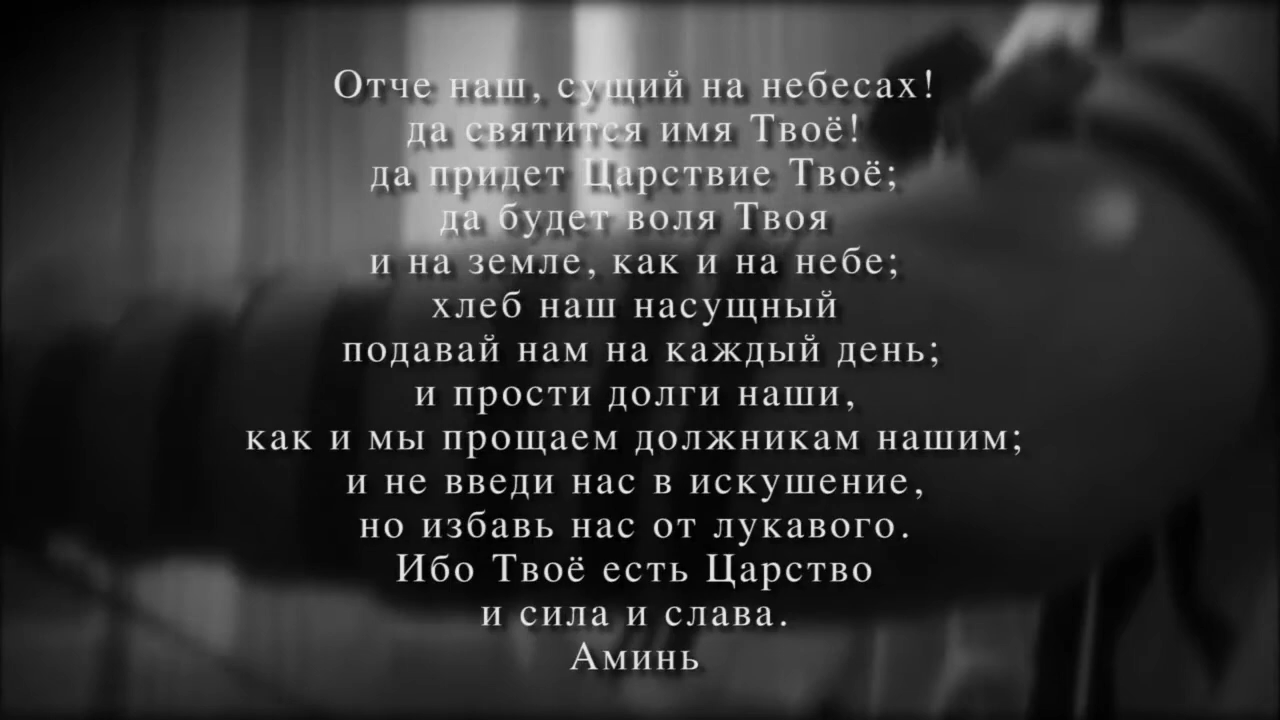 Отче наш, сущий на небесах!
да святится имя Твоё!
да придет Царствие Твоё;
да будет воля Твоя
и на земле, как и на небе;
хлеб наш насущный
подавай нам на каждый день;
и прости долги наши,
как и мы прощаем должникам нашим;
и не введи нас в искушение,
но избавь нас от лукавого.
Ибо Твоё есть Царство
и сила и слава.
Аминь